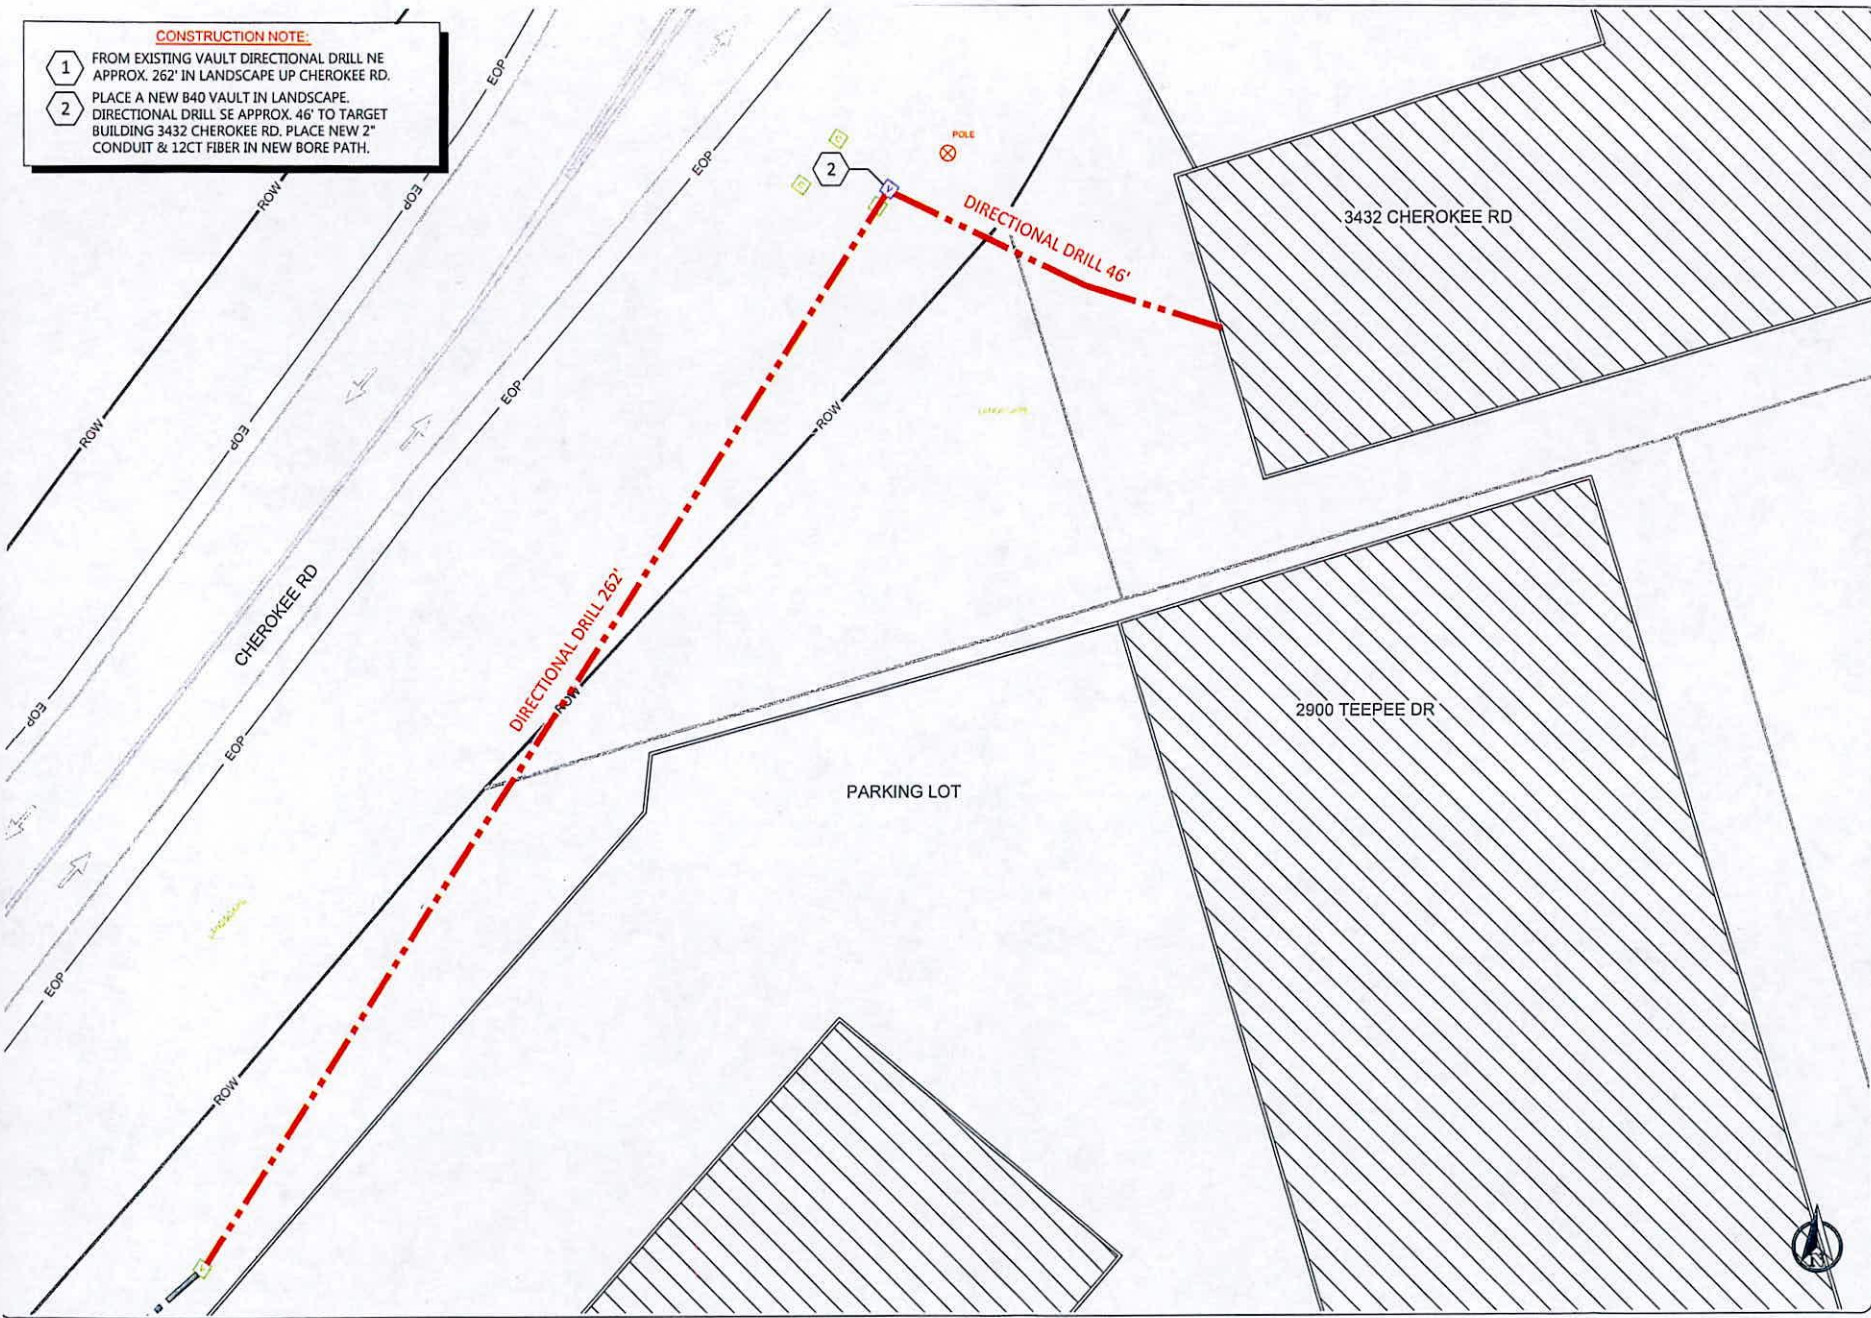 CONSTRUCTION NOTE:
1 FROM EXISTING VAULT DIRECTIONAL DRILL NE
APPROX. 262' IN LANDSCAPE UP CHEROKEE RD.
2 PLACE A NEW B40 VAULT IN LANDSCAPE.
DIRECTIONAL DRILL SE APPROX. 46' TO TARGET
BUILDING 3432 CHEROKEE RD. PLACE NEW 2"
CONDUIT & 12CT FIBER IN NEW BORE PATH.
EOP
POLE
EOP
2
V
ROW
EOP
DIRECTIONAL DRILL 46'
3432 CHEROKEE RD
EOP
ROW
ROW
EOP
LANDSCAPE
DIRECTIONAL DRILL 262'
CHEROKEE RD
ROW
EOP
2900 TEEPEE DR
EOP
PARKING LOT
LANDSCAPE
EOP
ROW
N